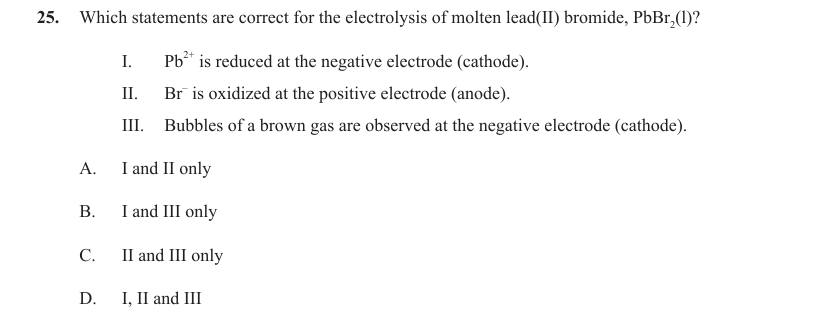 25. Which statements are correct for the electrolysis of molten lead(II) bromide, PbBr₂(l)?
I. Pb²⁺ is reduced at the negative electrode (cathode).
II. Br⁻ is oxidized at the positive electrode (anode).
III. Bubbles of a brown gas are observed at the negative electrode (cathode).
A. I and II only
B. I and III only
C. II and III only
D. I, II and III